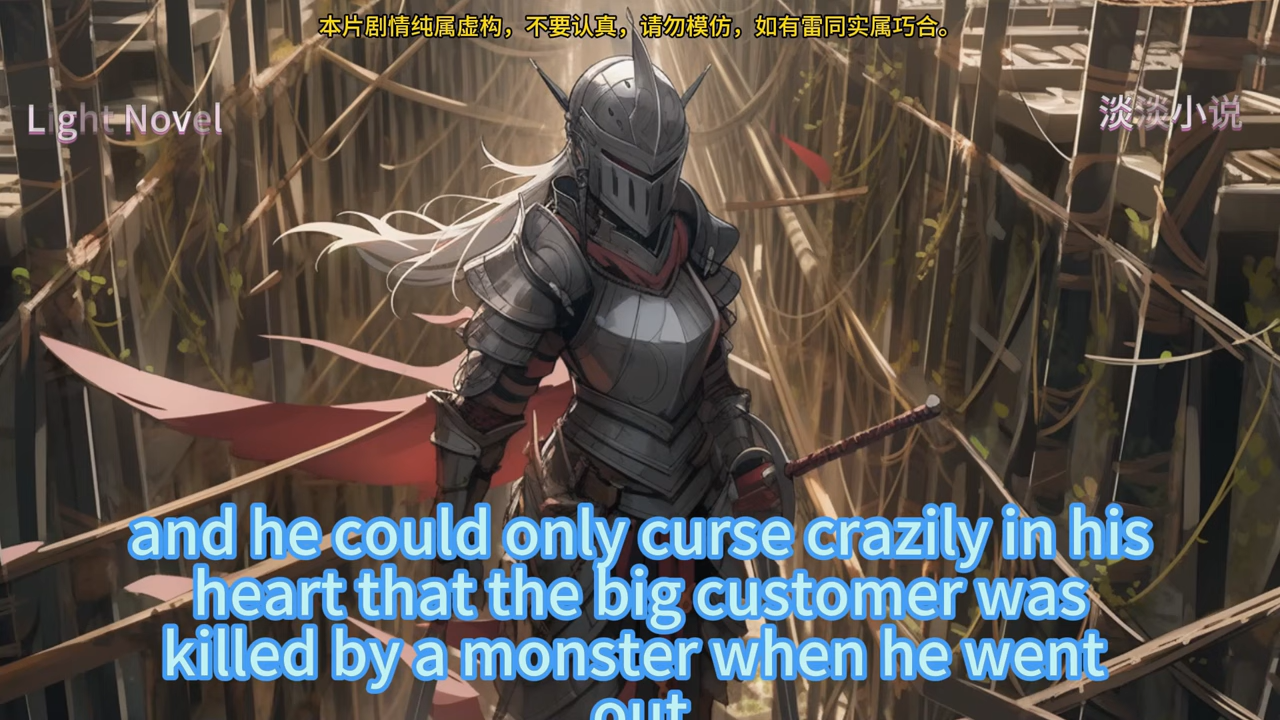 本片剧情纯属虚构，不要认真，请勿模仿，如有雷同实属巧合。
Light Novel
淡淡小说
and he could only curse crazily in his
heart that the big customer was
killed by a monster when he went
out